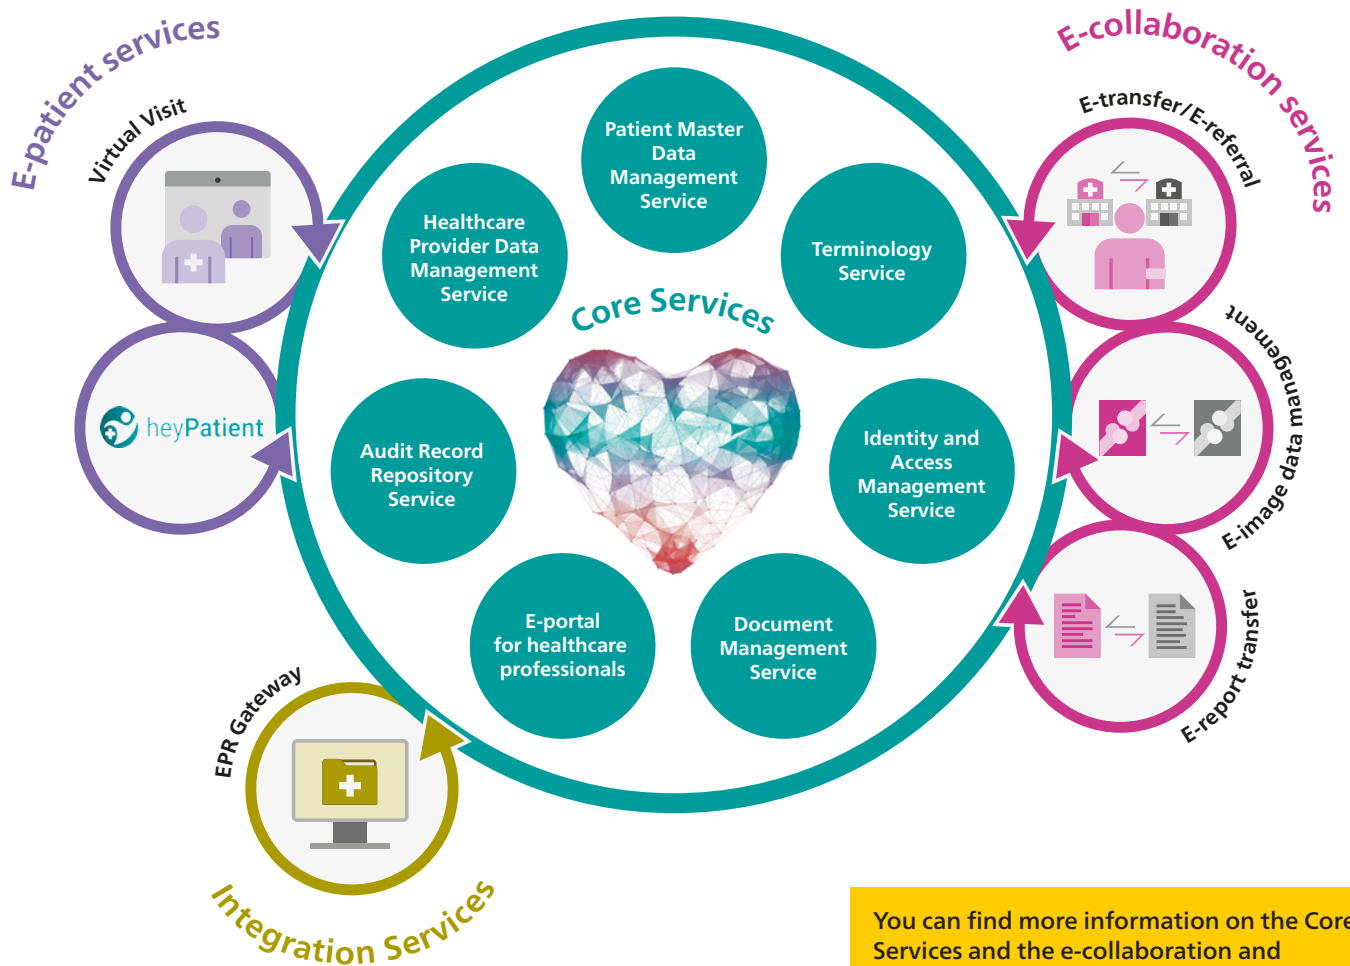 E-patient services
Virtual Visit
heyPatient
E-collaboration services
E-transfer/E-referral
E-image data management
E-report transfer
Core Services
Patient Master
Data
Management
Service
Healthcare
Provider Data
Management
Service
Terminology
Service
Audit Record
Repository
Service
Identity and
Access
Management
Service
E-portal
for healthcare
professionals
Document
Management
Service
EPR Gateway
Integration Services
You can find more information on the Core
Services and the e-collaboration and